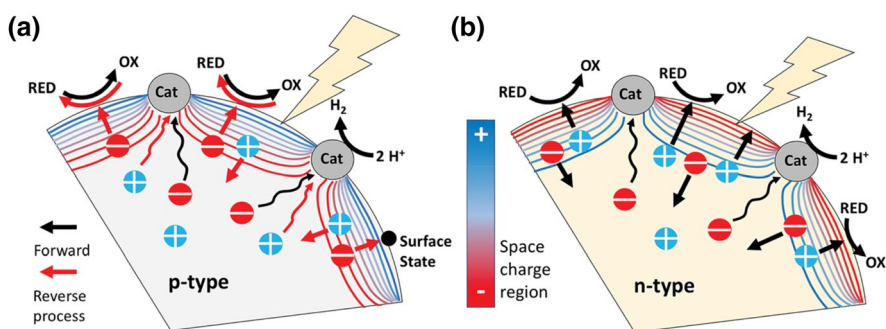 (a)
RED
OX
RED
OX
Cat
H2
2 H+
Cat
Surface
State
Forward
Reverse
process
p-type
(b)
OX
RED
RED
OX
Cat
H2
2 H+
Cat
RED
OX
+
Space
charge
region
-
n-type